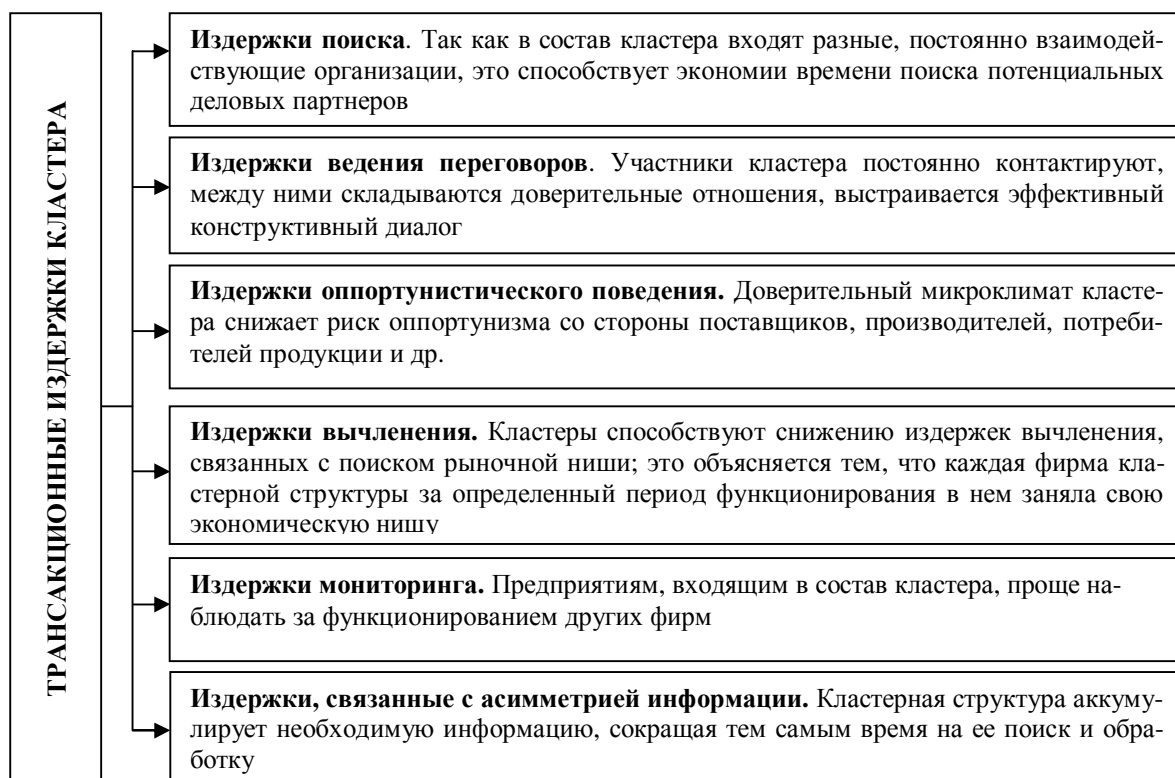 ТРАНСАКЦИОННЫЕ ИЗДЕРЖКИ КЛАСТЕРА
Издержки поиска. Так как в состав кластера входят разные, постоянно взаимодей-
ствующие организации, это способствует экономии времени поиска потенциальных
деловых партнеров
Издержки ведения переговоров. Участники кластера постоянно контактируют,
между ними складываются доверительные отношения, выстраивается эффективный
конструктивный диалог
Издержки оппортунистического поведения. Доверительный микроклимат класте-
ра снижает риск оппортунизма со стороны поставщиков, производителей, потреби-
телей продукции и др.
Издержки вычленения. Кластеры способствуют снижению издержек вычленения,
связанных с поиском рыночной ниши; это объясняется тем, что каждая фирма кла-
стерной структуры за определенный период функционирования в нем заняла свою
экономическую нишу
Издержки мониторинга. Предприятиям, входящим в состав кластера, проще на-
блюдать за функционированием других фирм
Издержки, связанные с асимметрией информации. Кластерная структура аккуму-
лирует необходимую информацию, сокращая тем самым время на ее поиск и обра-
ботку